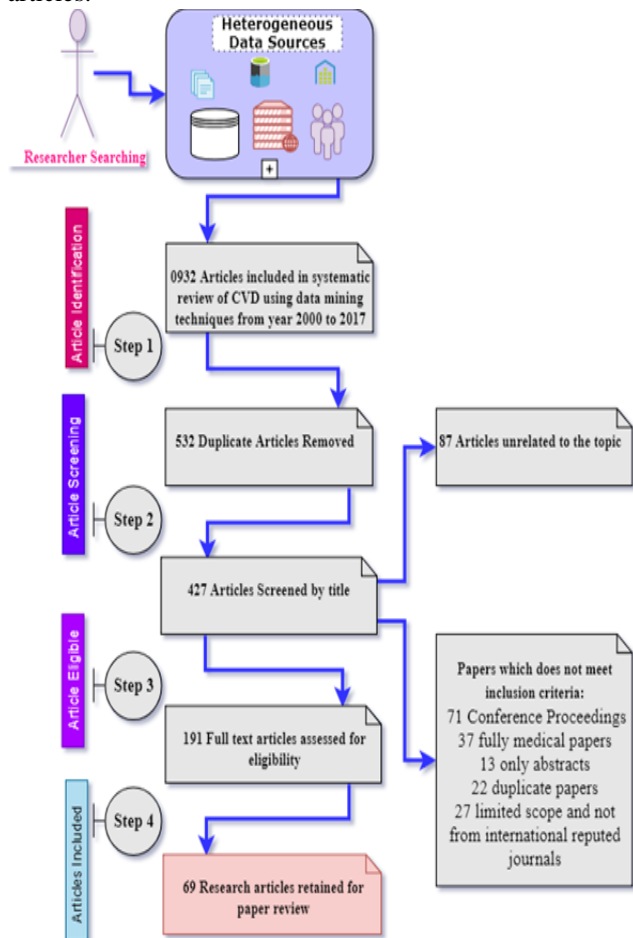 articles.
Heterogeneous
Data Sources
+
Researcher Searching
Article Identification
Step 1
0932 Articles included in systematic
review of CVD using data mining
techniques from year 2000 to 2017
Article Screening
Step 2
532 Duplicate Articles Removed
87 Articles unrelated to the topic
427 Articles Screened by title
Article Eligible
Step 3
191 Full text articles assessed for
eligibility
Papers which does not meet
inclusion criteria:
71 Conference Proceedings
37 fully medical papers
13 only abstracts
22 duplicate papers
27 limited scope and not
from international reputed
journals
Articles Included
Step 4
69 Research articles retained for
paper review